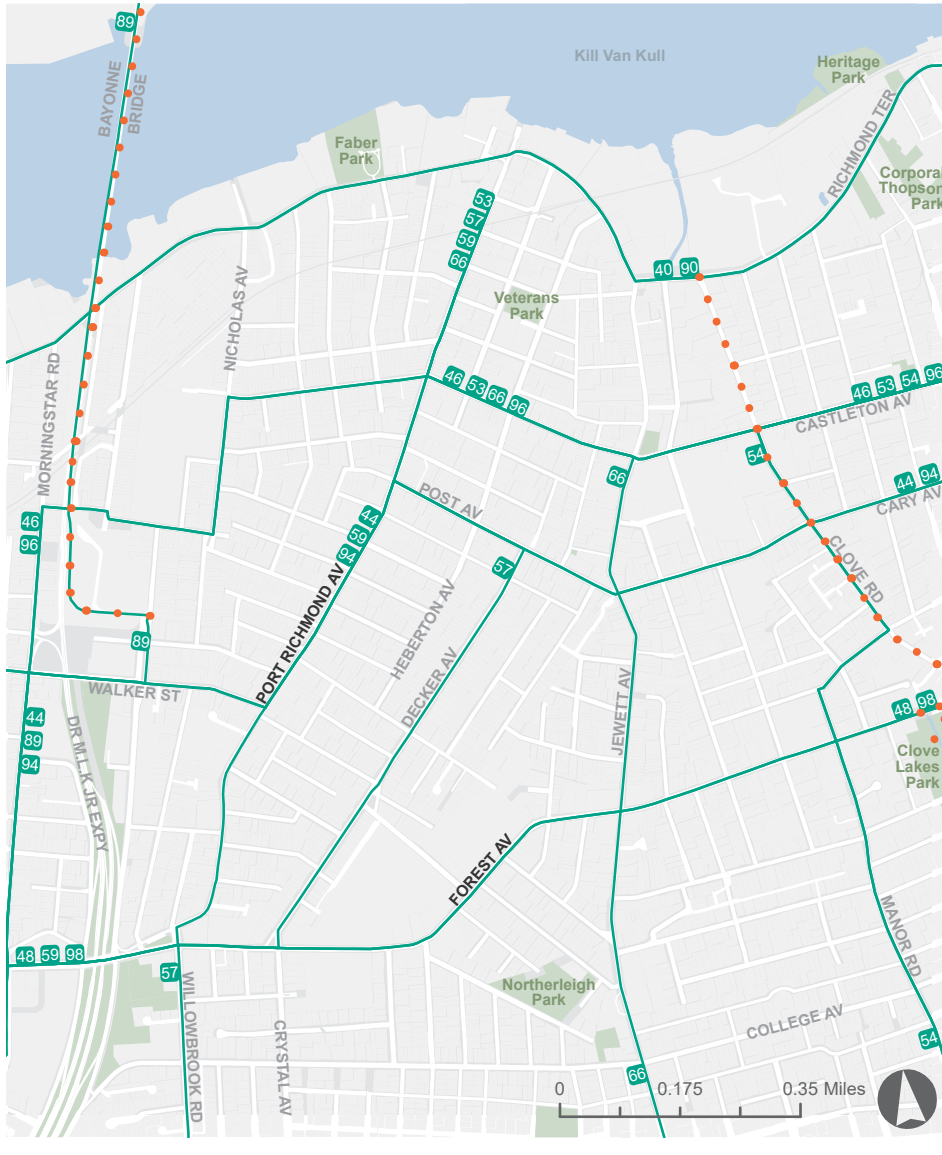 89
Kill Van Kull
Heritage
Park
BAYONNE
BRIDGE
RICHMOND TER
Faber
Park
Corpora
Thopson
Park
53
57
59
66
40 90
NICHOLAS AV
Veterans
Park
MORNINGSTAR RD
46 53 66 96
46 53 54 96
CASTLETON AV
54
66
44 94
CARY AV
POST AV
46
96
44
59
94
57
CLOVE RD
PORT RICHMOND AV
HEBERTON AV
89
DECKER AV
JEWETT AV
WALKER ST
48 98
44
89
94
DR M.L.K JR EXPY
Clove
Lakes
Park
FOREST AV
MANOR RD
48 59 98
57
WILLOWBROOK RD
Northerleigh
Park
CRYSTAL AV
COLLEGE AV
54
66
0 0.175 0.35 Miles